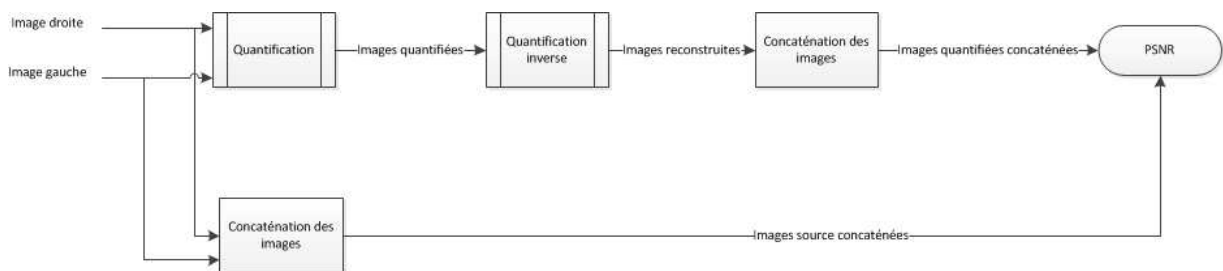 Image droite
Image gauche
Quantification
Images quantifiées
Quantification
inverse
Images reconstruites
Concaténation des
images
Images quantifiées concaténées
PSNR
Concaténation des
images
Images source concaténées